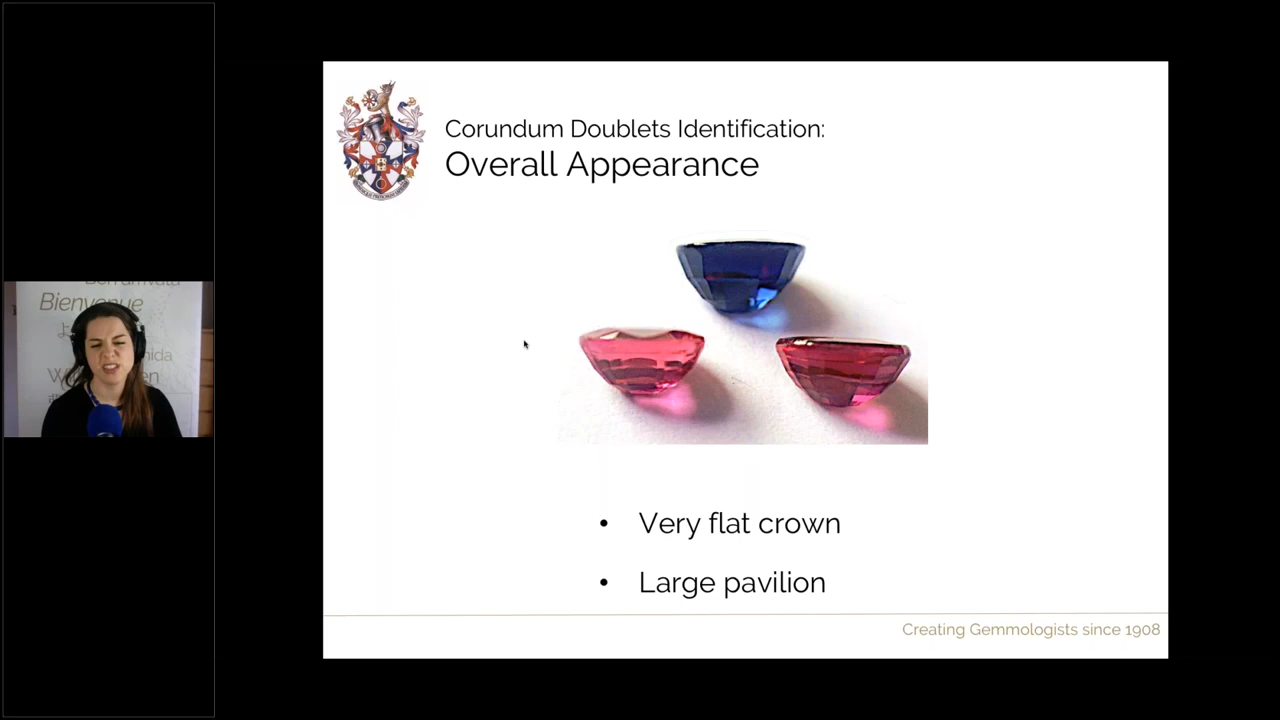 Corundum Doublets Identification:
Overall Appearance
• Very flat crown
• Large pavilion
Creating Gemmologists since 1908
Bienvenue